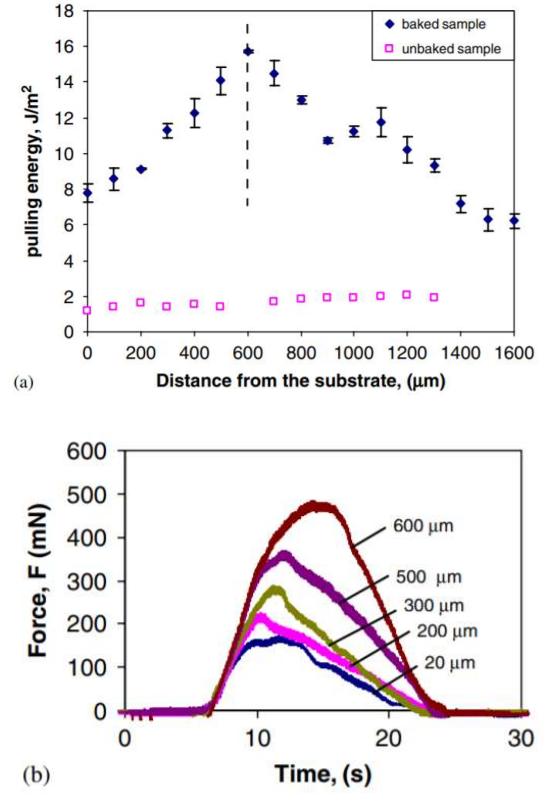 18
16
14
12
10
8
6
4
2
0
pulling energy, J/m2
baked sample
unbaked sample
0 200 400 600 800 1000 1200 1400 1600
(a)
Distance from the substrate, (μm)
600
500
400
300
200
100
0
Force, F (mN)
600 μm
500 μm
300 μm
200 μm
20 μm
0 10 20 30
(b)
Time, (s)